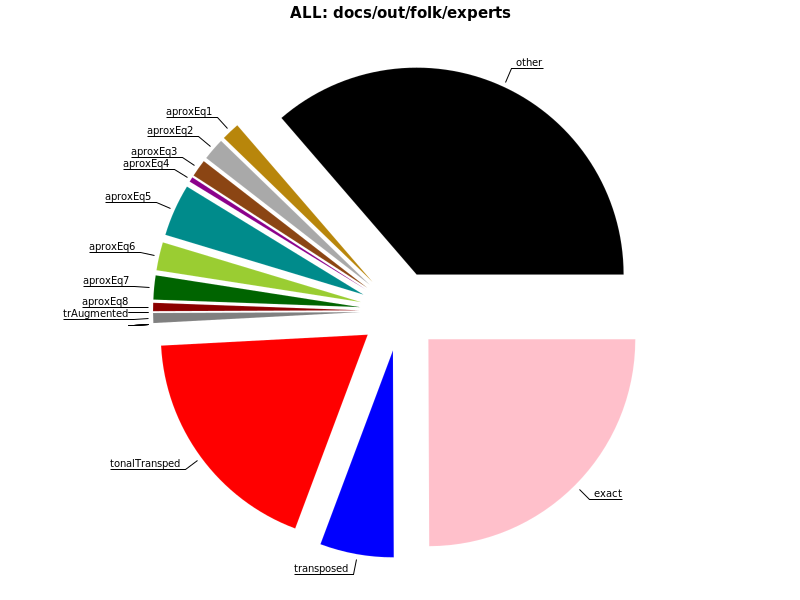 ALL: docs/out/folk/experts
other
aproxEq1
aproxEq2
aproxEq3
aproxEq4
aproxEq5
aproxEq6
aproxEq7
aproxEq8
trAugmented
tonalTransped
exact
transposed